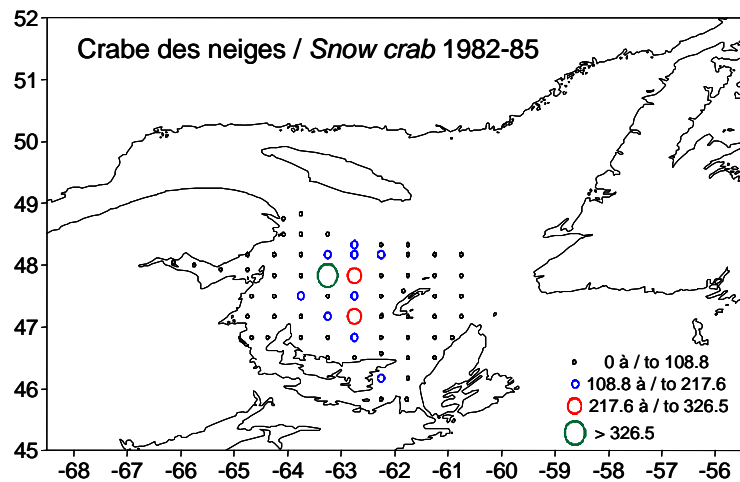 Crabe des neiges / Snow crab 1982-85
52
51
50
49
48
47
46
45
0 à / to 108.8
108.8 à / to 217.6
217.6 à / to 326.5
> 326.5
-68 -67 -66 -65 -64 -63 -62 -61 -60 -59 -58 -57 -56